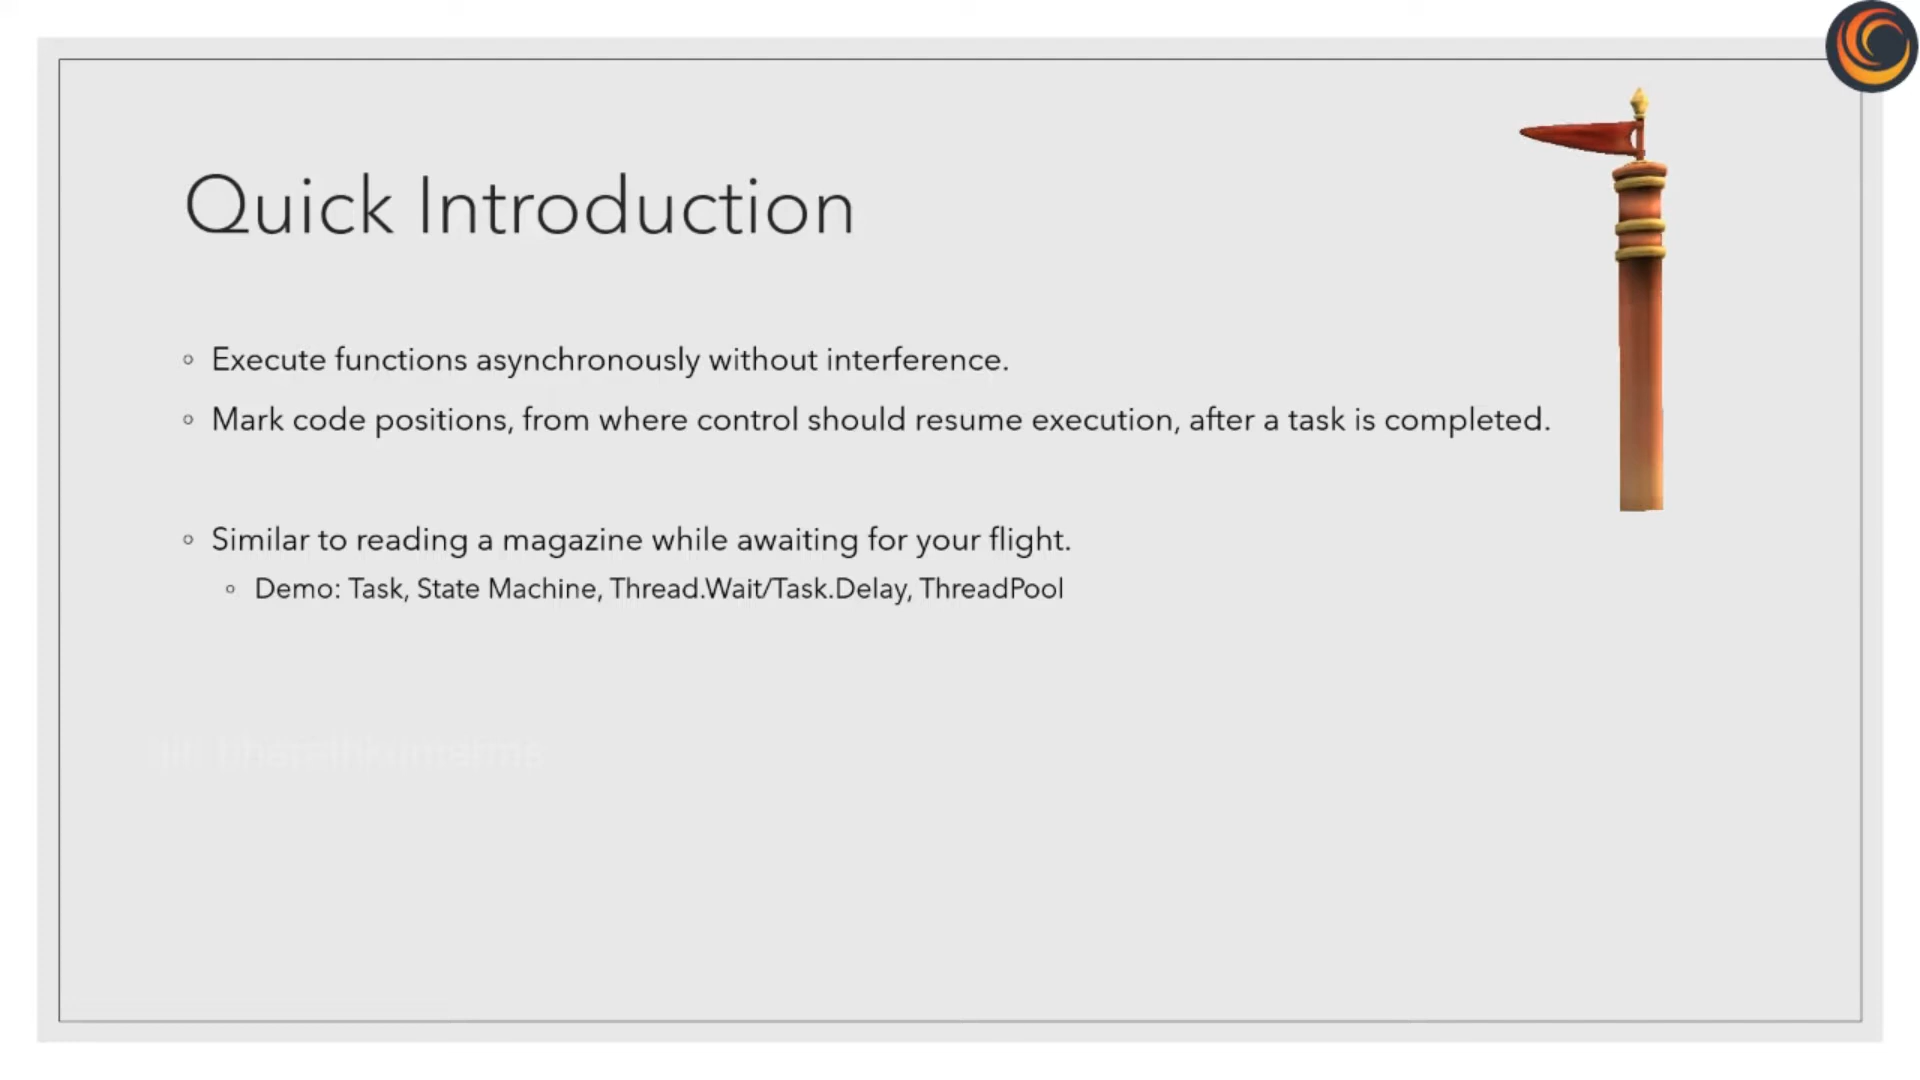 Quick Introduction
Execute functions asynchronously without interference.
Mark code positions, from where control should resume execution, after a task is completed.
Similar to reading a magazine while awaiting for your flight.
Demo: Task, State Machine, Thread.Wait/Task.Delay, ThreadPool